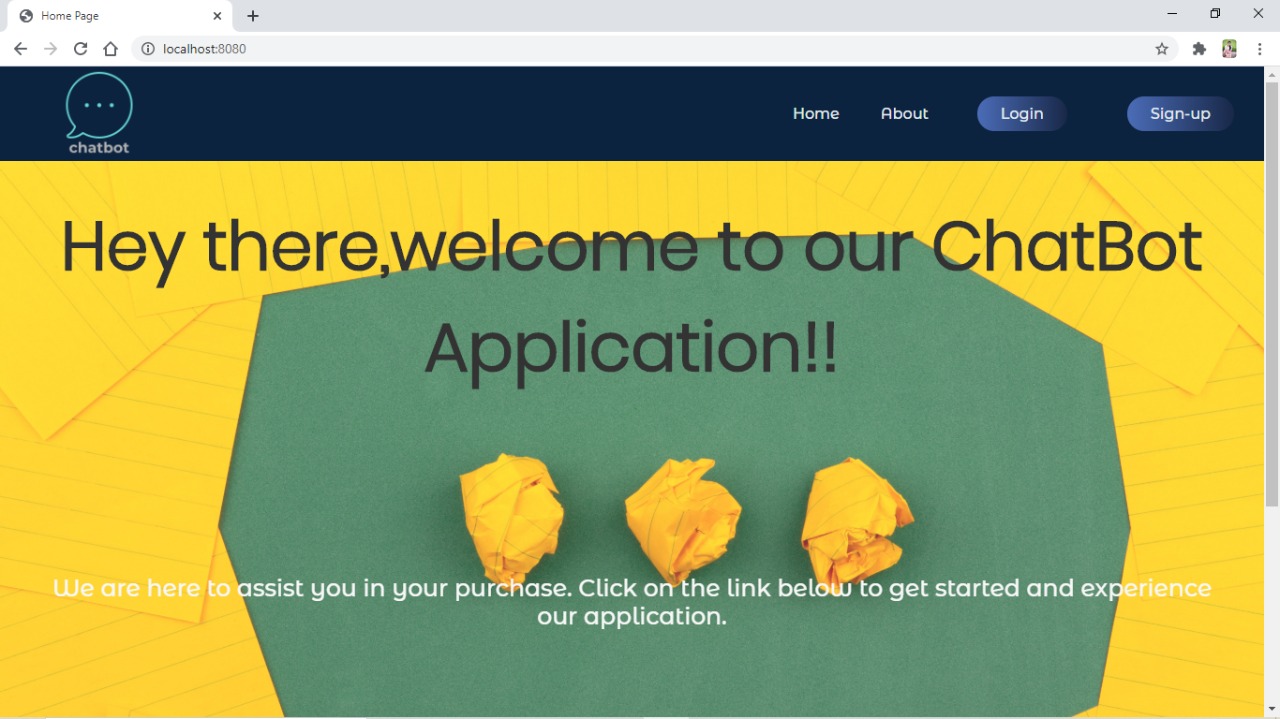 Home Page
localhost:8080
chatbot
Home About Login Sign-up
Hey there,welcome to our ChatBot
Application!!
We are here to assist you in your purchase. Click on the link below to get started and experience
our application.